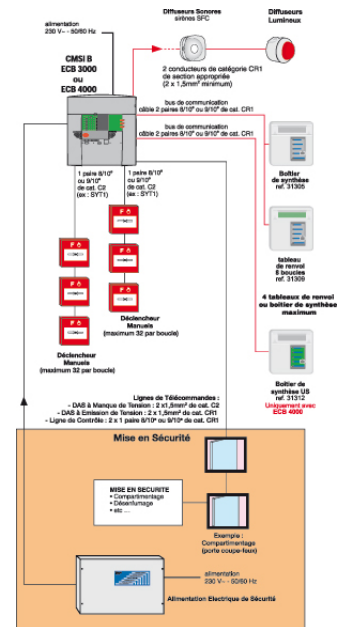 Diffuseurs Sonores
sirènes SFC
Diffuseurs
Lumineux
alimentation
230 V~ - 50/60 Hz
CMSI B
ECB 3000
ou
ECB 4000
2 conducteurs de catégorie CR1
de section appropriée
(2 x 1,5mm² minimum)
bus de communication
câble 2 paires 8/10° ou 9/10° de cat. CR1
bus de communication
câble 2 paires 8/10° ou 9/10° de cat. CR1
1 paire 8/10°
ou 9/10°
de cat. C2
(ex : SYT1)
1 paire 8/10°
ou 9/10°
de cat. C2
(ex : SYT1)
Boîtier
de synthèse
ref. 31305
tableau
de renvoi
8 boucles
ref. 31309
4 tableaux de renvoi
ou boîtier de synthèse
maximum
Déclencheur
Manuels
(maximum 32 par boucle)
Déclencheur
Manuels
(maximum 32 par boucle)
Boîtier de
synthèse US
ref. 31312
Uniquement avec
ECB 4000
Lignes de Télécommandes :
- DAS à Manque de Tension : 2 x1,5mm² de cat. C2
- DAS à Emission de Tension : 2 x 1,5mm² de cat. CR1
- Ligne de Contrôle : 2 x 1 paire 8/10° ou 9/10° de cat. CR1
Mise en Sécurité
MISE EN SECURITE
• Compartimentage
• Désenfumage
• etc ...
Exemple :
Compartimentage
(porte coupe-feux)
alimentation
230 V~ - 50/60 Hz
Alimentation Electrique de Sécurité